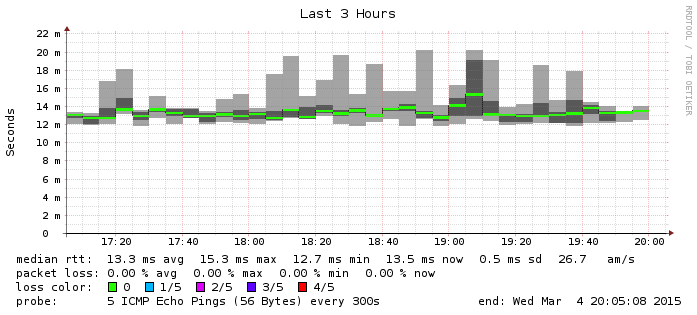 Last 3 Hours
RRDTOOL / TOBI OETIKER
Seconds
22 m
20 m
18 m
16 m
14 m
12 m
10 m
8 m
6 m
4 m
2 m
0
17:20 17:40 18:00 18:20 18:40 19:00 19:20 19:40 20:00
median rtt: 13.3 ms avg 15.3 ms max 12.7 ms min 13.5 ms now 0.5 ms sd 26.7 am/s
packet loss: 0.00 % avg 0.00 % max 0.00 % min 0.00 % now
loss color: 0 1/5 2/5 3/5 4/5
probe: 5 ICMP Echo Pings (56 Bytes) every 300s end: Wed Mar 4 20:05:08 2015